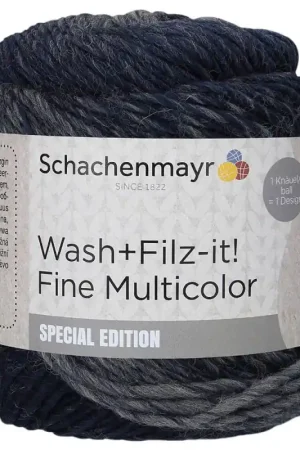 Schachenmayr
SINCE 1822
1 Knäuel/
ball
= 1 Design
Wash+Filz-it!
Fine Multicolor
SPECIAL EDITION